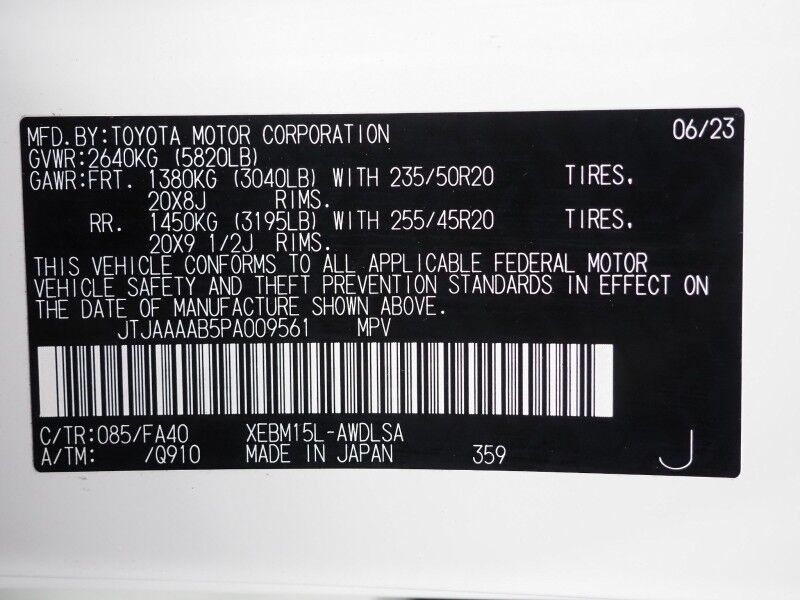 MFD.BY:TOYOTA MOTOR CORPORATION 06/23
GVWR:2640KG (5820LB)
GAWR:FRT. 1380KG (3040LB) WITH 235/50R20 TIRES.
20X8J RIMS.
RR. 1450KG (3195LB) WITH 255/45R20 TIRES.
20X9 1/2J RIMS.
THIS VEHICLE CONFORMS TO ALL APPLICABLE FEDERAL MOTOR
VEHICLE SAFETY AND THEFT PREVENTION STANDARDS IN EFFECT ON
THE DATE OF MANUFACTURE SHOWN ABOVE.
JTJAAAAB5PA009561 MPV
C/TR:085/FA40 XEBM15L-AWDLSA
A/TM: /Q910 MADE IN JAPAN 359 J